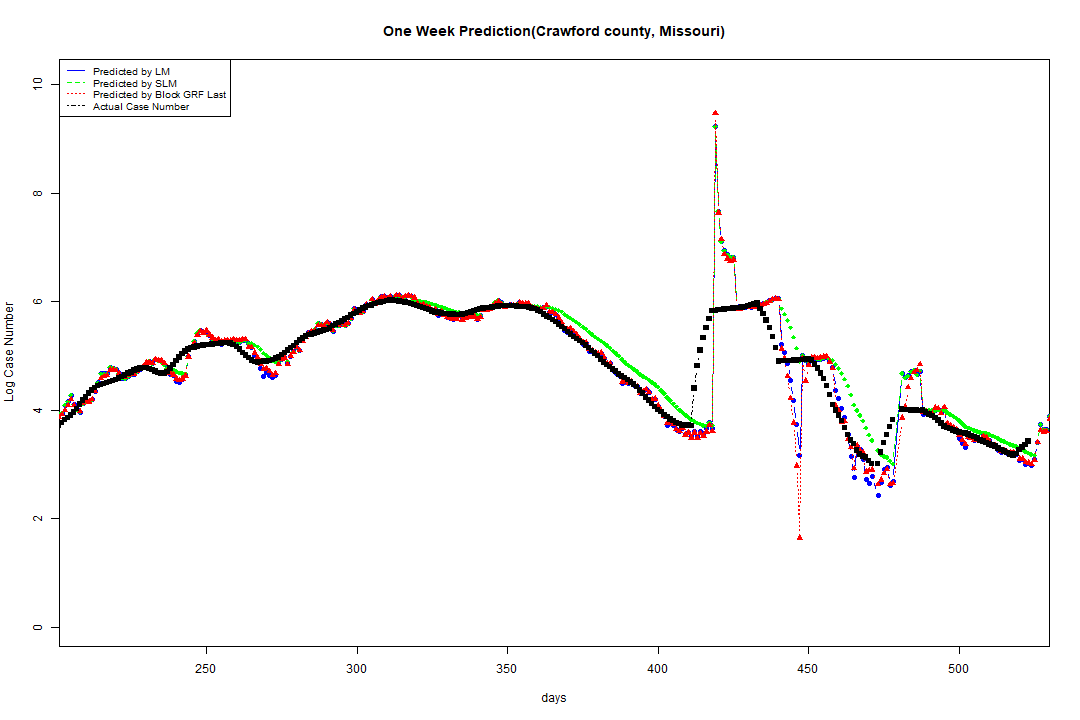 One Week Prediction(Crawford county, Missouri)
Predicted by LM
Predicted by SLM
Predicted by Block GRF Last
Actual Case Number
10
8
6
4
2
0
Log Case Number
250 300 350 400 450 500
days